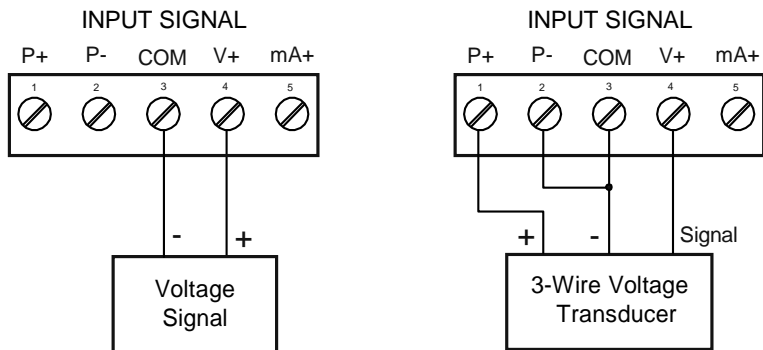 INPUT SIGNAL
P+ P- COM V+ mA+
1 2 3 4 5
- +
Voltage
Signal
INPUT SIGNAL
P+ P- COM V+ mA+
1 2 3 4 5
+ - Signal
3-Wire Voltage
Transducer